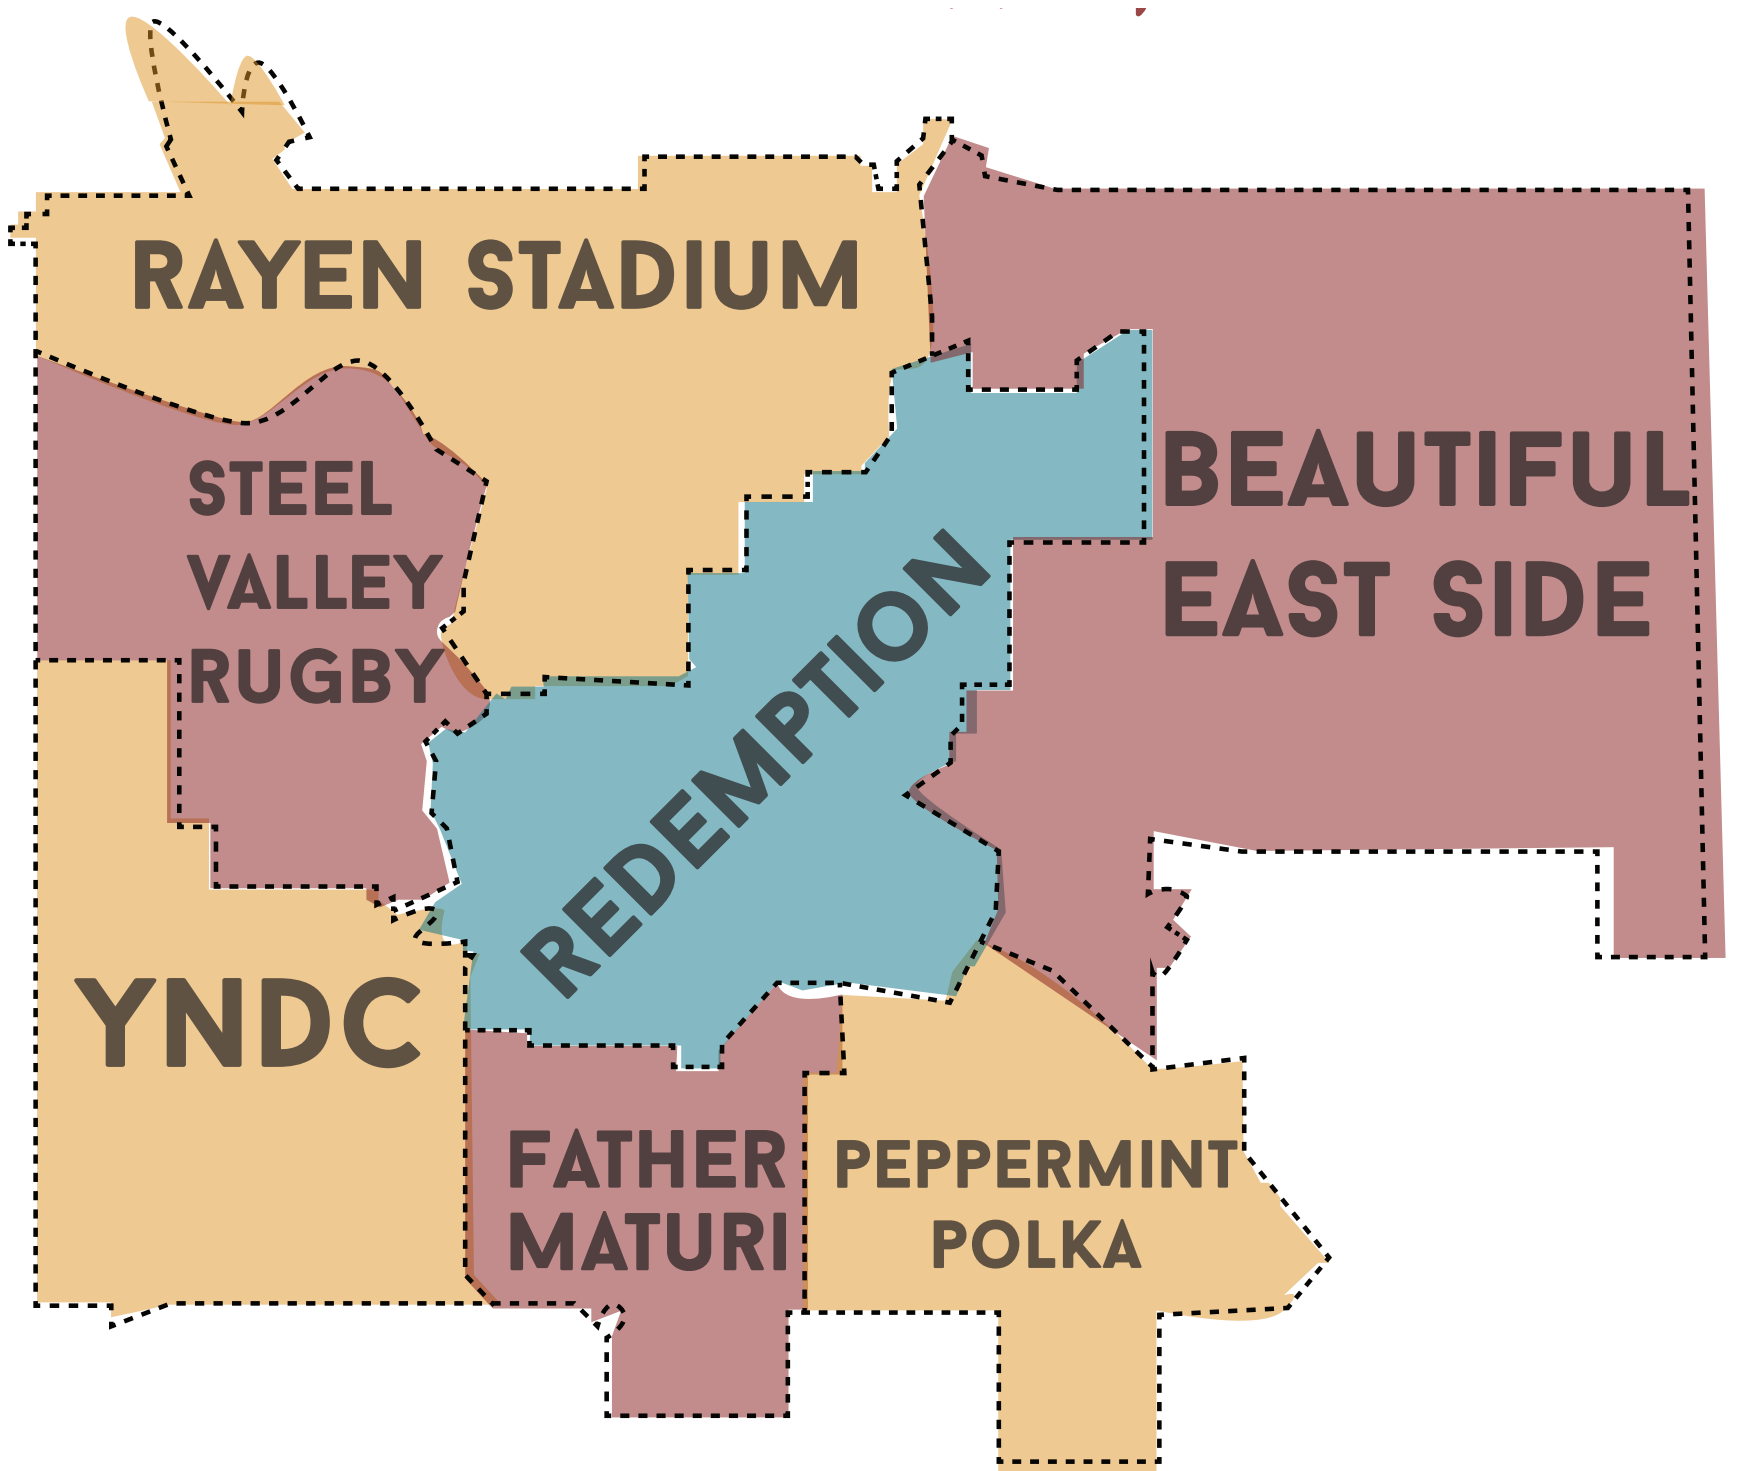 RAYEN STADIUM
STEEL
VALLEY
RUGBY
BEAUTIFUL
EAST SIDE
REDEMPTION
YNDC
FATHER
MATURI
PEPPERMINT
POLKA